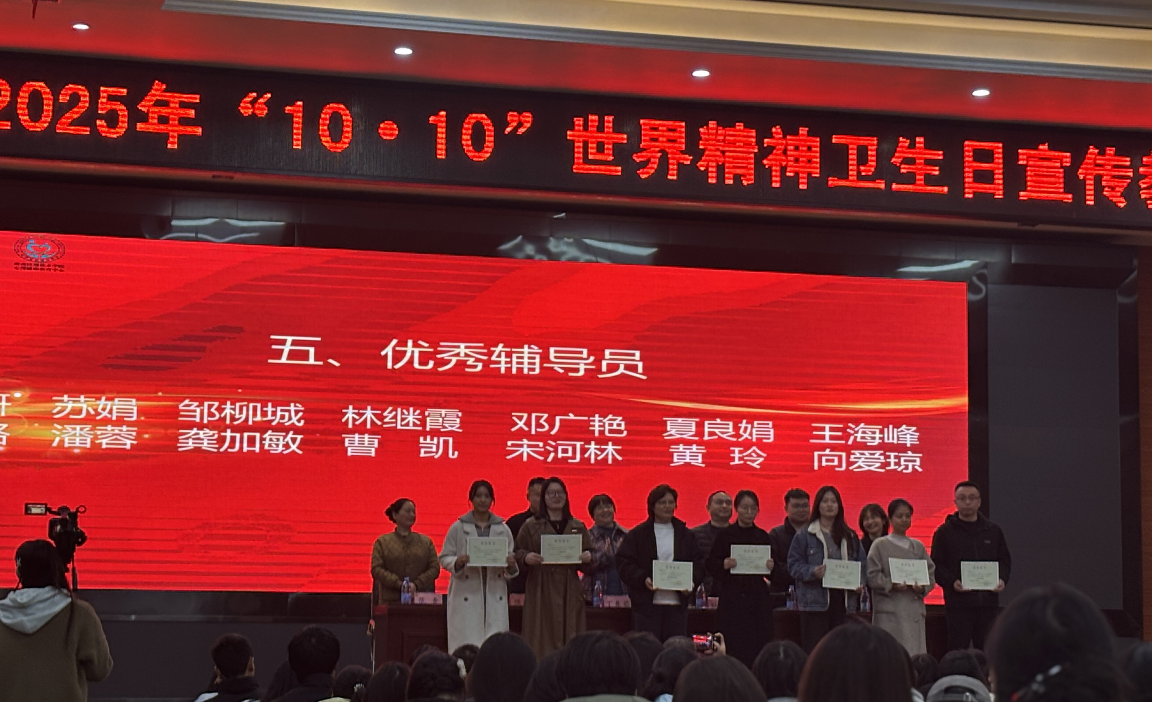 2025年“10·10”世界精神卫生日宣传
五、优秀辅导员
苏娟 邹柳城 林继霞 邓广艳 夏良娟 王海峰
潘蓉 龚加敏 曹 凯 宋河林 黄 玲 向爱琼